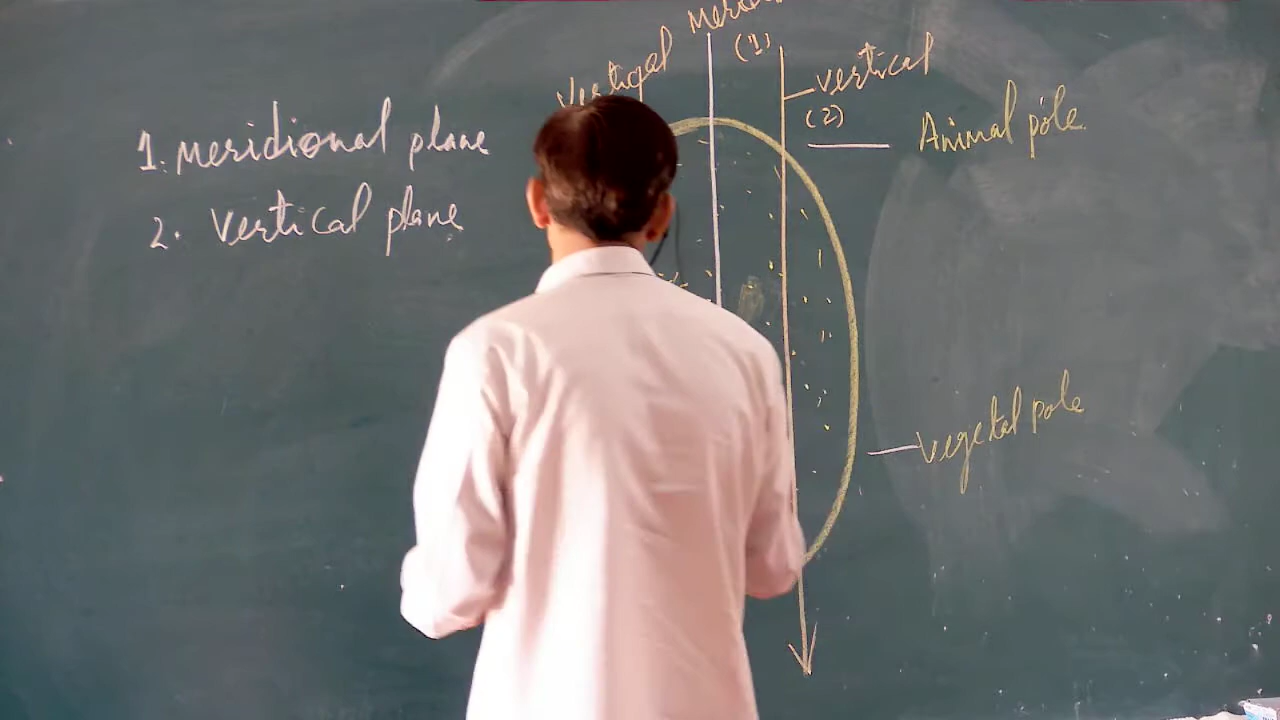 1. Meridional plane
2. Vertical plane
Vertical
(1)
vertical
(2)
Animal pole
Vegetal pole